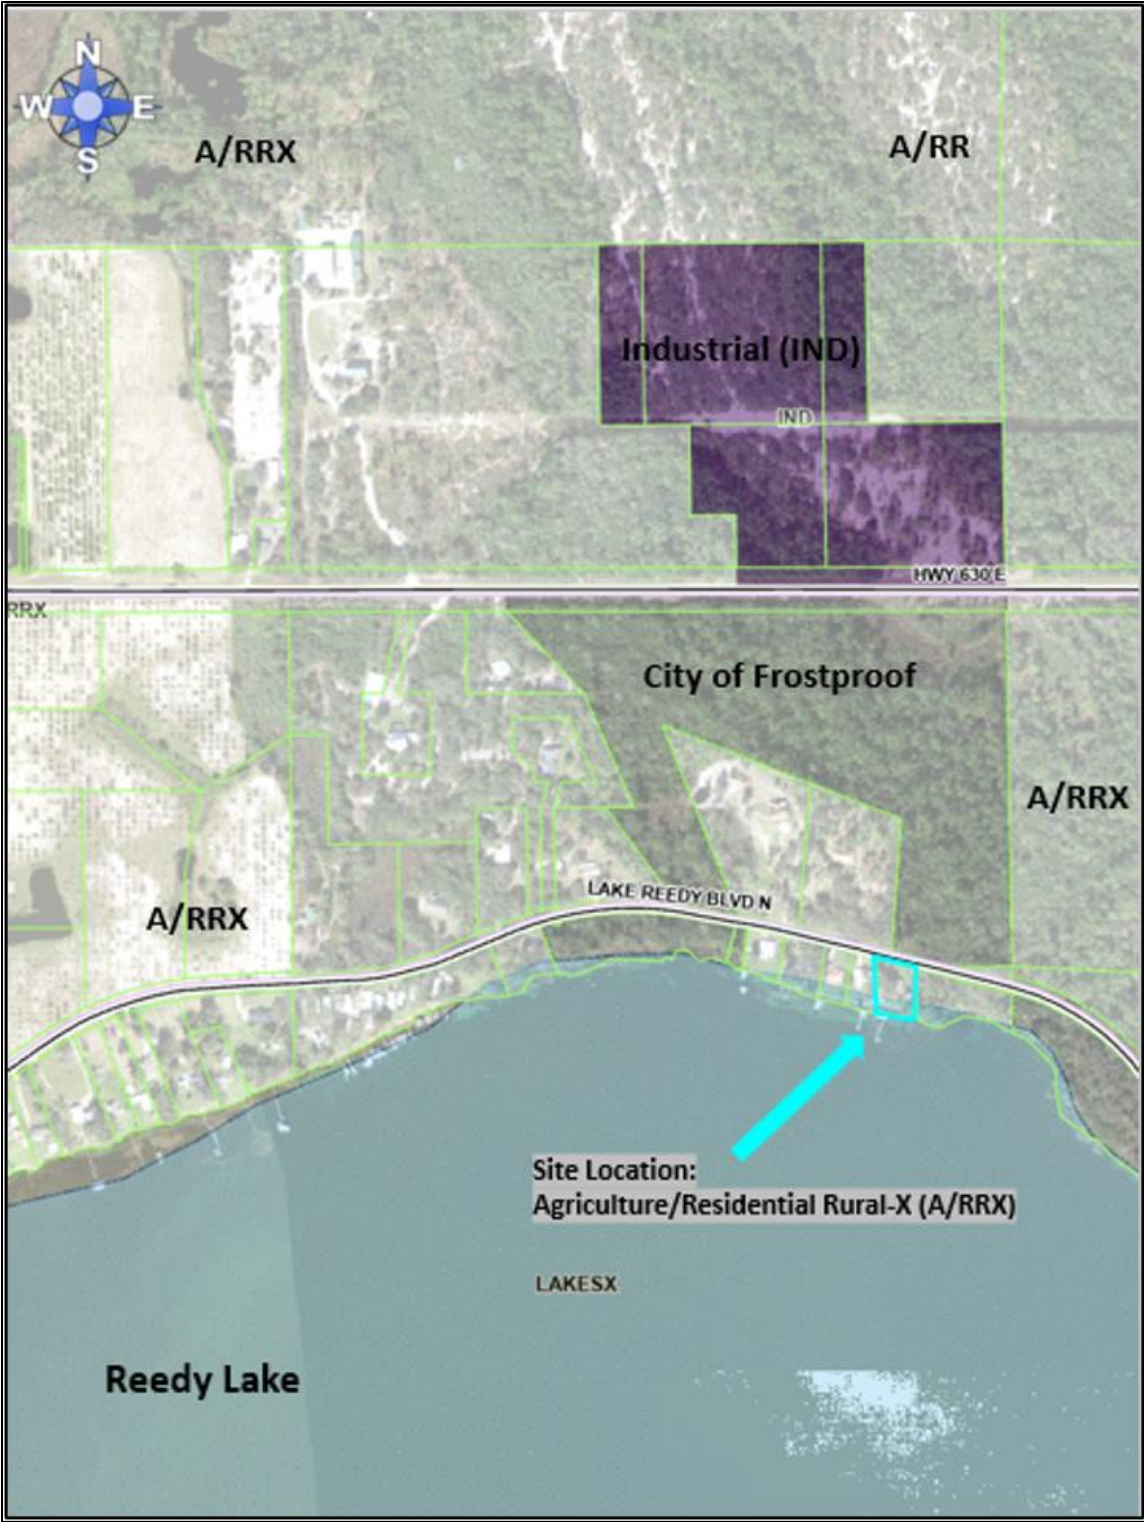 N
W E
S
A/RRX
A/RR
Industrial (IND)
IND
HWY 630 E
RRX
City of Frostproof
A/RRX
LAKE REEDY BLVD N
A/RRX
Site Location:
Agriculture/Residential Rural-X (A/RRX)
LAKESX
Reedy Lake